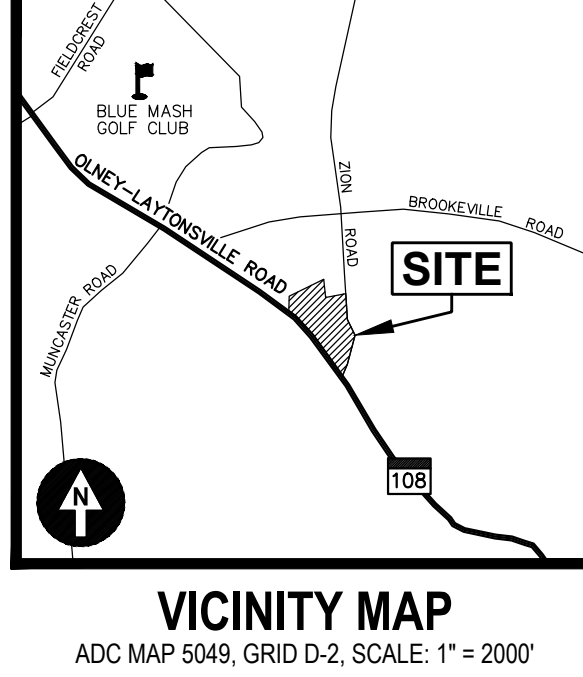 FIELDCREST
ROAD
BLUE MASH
GOLF CLUB
OLNEY-LAYTONSVILLE ROAD
ZION
ROAD
BROOKEVILLE ROAD
SITE
MUNCASTER ROAD
108
N
VICINITY MAP
ADC MAP 5049, GRID D-2, SCALE: 1" = 2000'